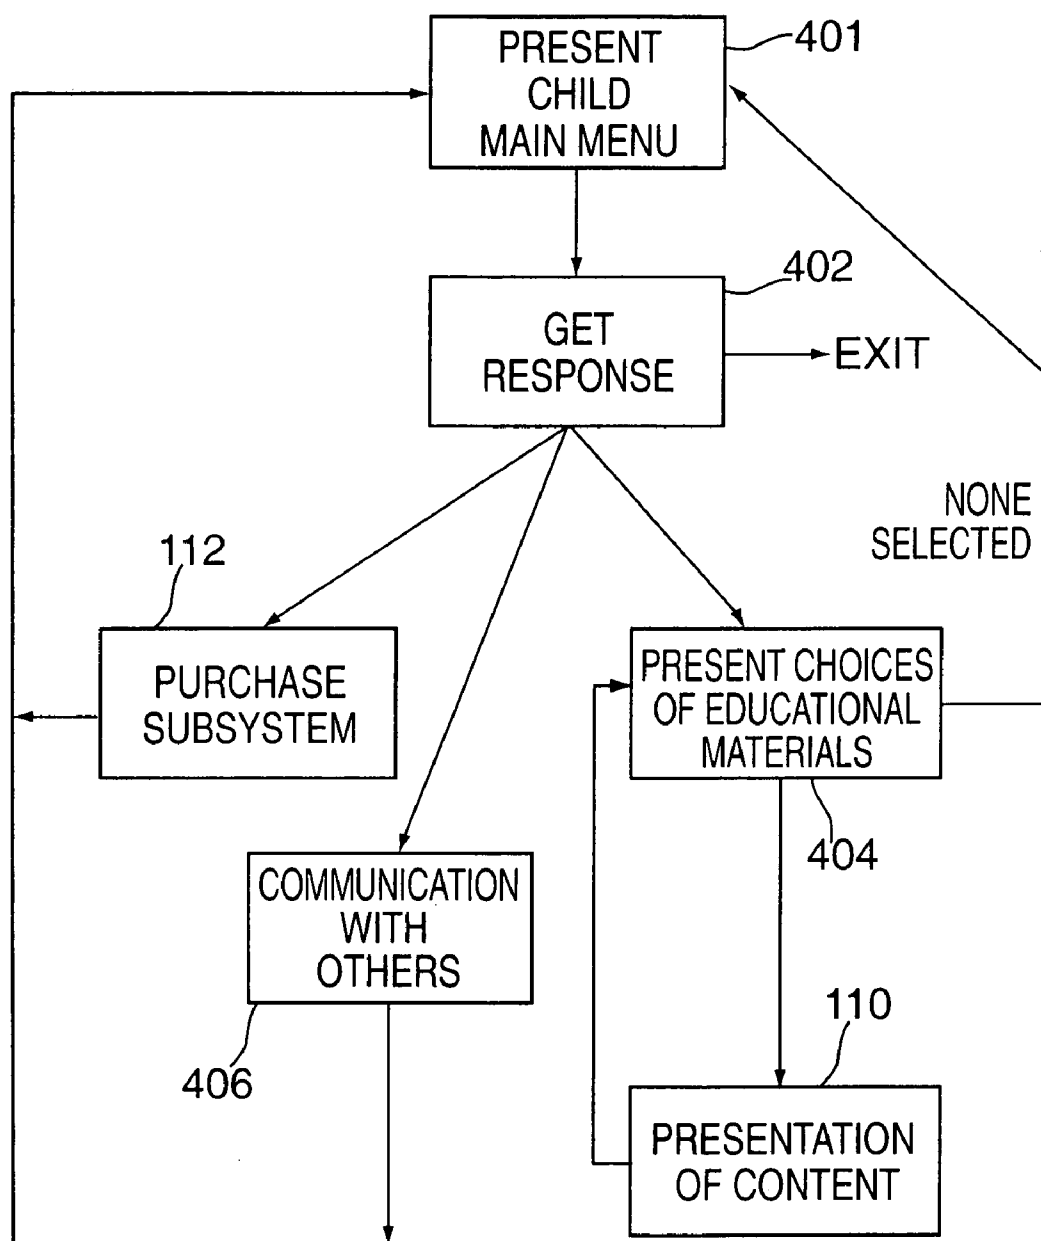 PRESENT
CHILD
MAIN MENU
401
GET
RESPONSE
402
EXIT
NONE
SELECTED
112
PURCHASE
SUBSYSTEM
PRESENT CHOICES
OF EDUCATIONAL
MATERIALS
404
COMMUNICATION
WITH
OTHERS
406
110
PRESENTATION
OF CONTENT